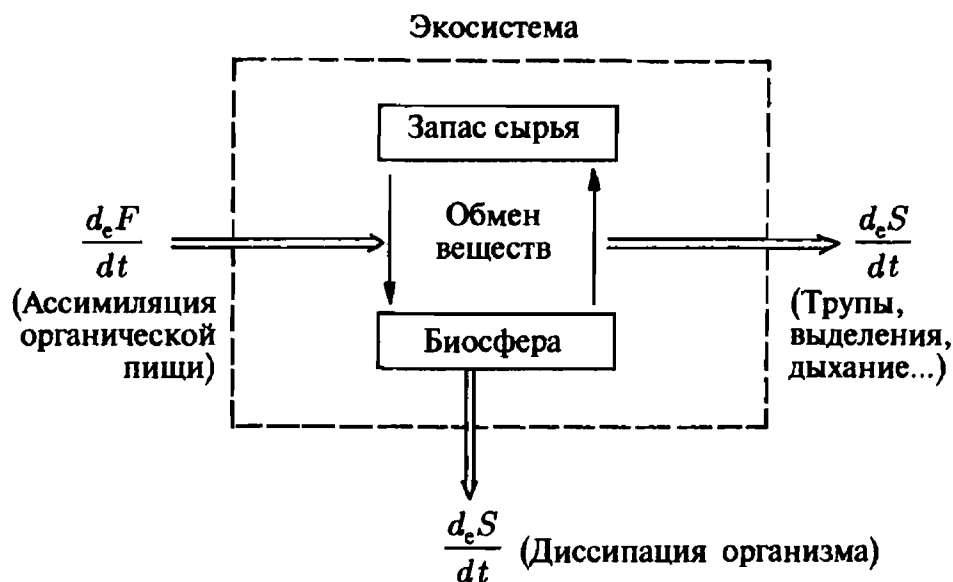 Экосистема
Запас сырья
Обмен
веществ
d_eF
dt
(Ассимиляция
органической
пищи)
d_eS
dt
(Трупы,
выделения,
дыхание...)
Биосфера
d_eS
dt
(Диссипация организма)